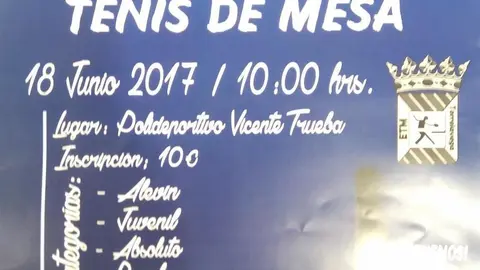 TENIS DE MESA
18 Junio 2017 / 10:00 hrs.
Lugar: Polideportivo Vicente Trueba
Inscripcion; 10€
- Alevin
- Juvenil
- Absoluto
ETM
Torrelavega